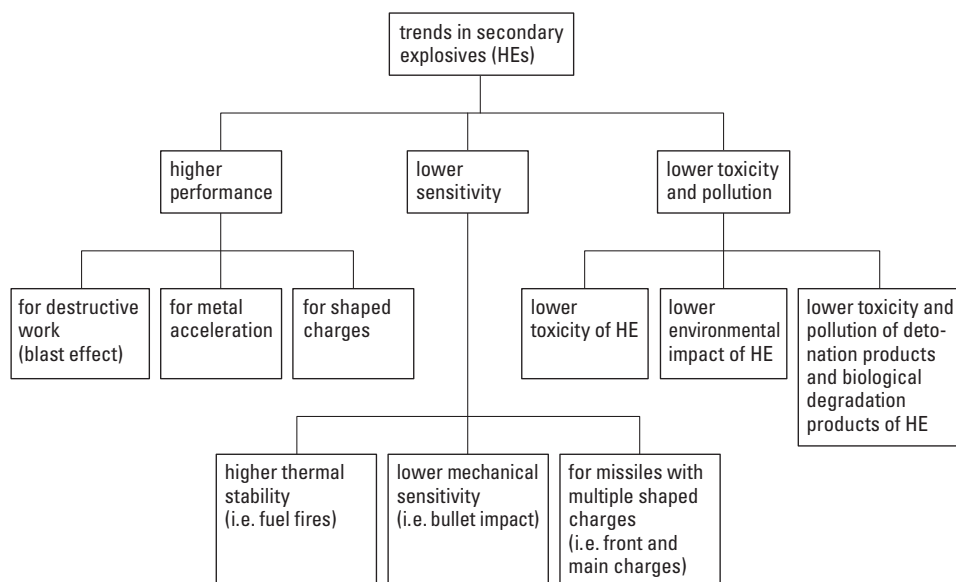 trends in secondary
explosives (HEs)
higher
performance
lower
sensitivity
lower toxicity
and pollution
for destructive
work
(blast effect)
for metal
acceleration
for shaped
charges
lower
toxicity of HE
lower
environmental
impact of HE
lower toxicity and
pollution of deto-
nation products
and biological
degradation
products of HE
higher thermal
stability
(i.e. fuel fires)
lower mechanical
sensitivity
(i.e. bullet impact)
for missiles with
multiple shaped
charges
(i.e. front and
main charges)